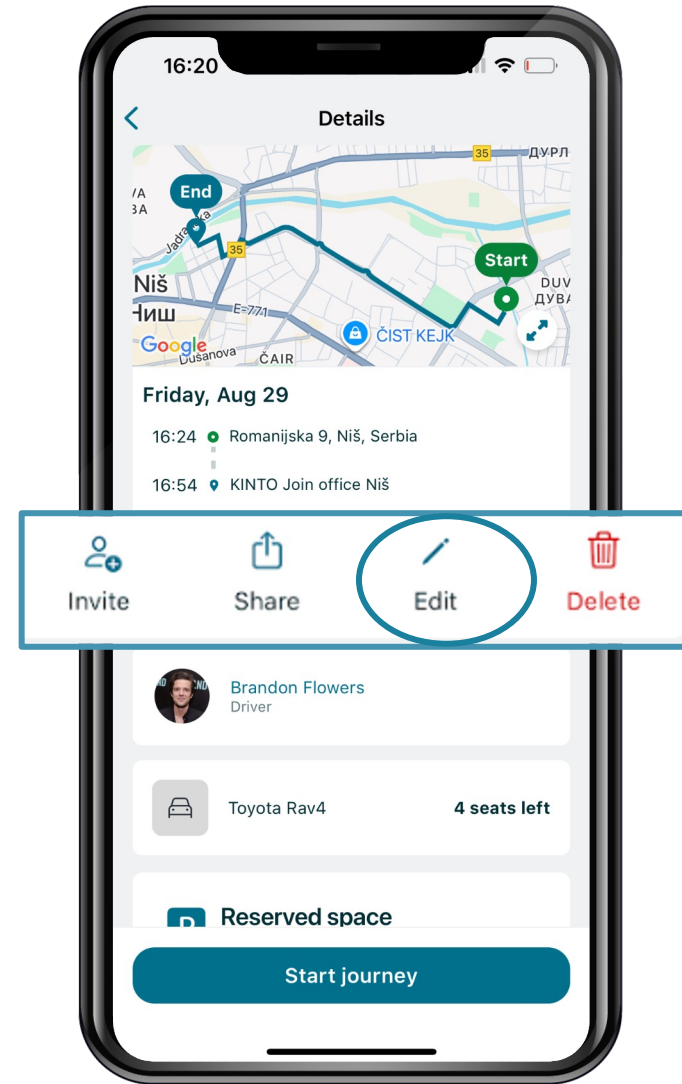 16:20
Details
35
ДУРЛ
End
Start
Jadranska
35
DUV
ДУВА
Niš
Ниш
E-771
ČIST KEJK
Google
Dušanova
ČAIR
Friday, Aug 29
16:24 Romanijska 9, Niš, Serbia
16:54 KINTO Join office Niš
Invite Share Edit Delete
Brandon Flowers
Driver
Toyota Rav4 4 seats left
Reserved space
Start journey